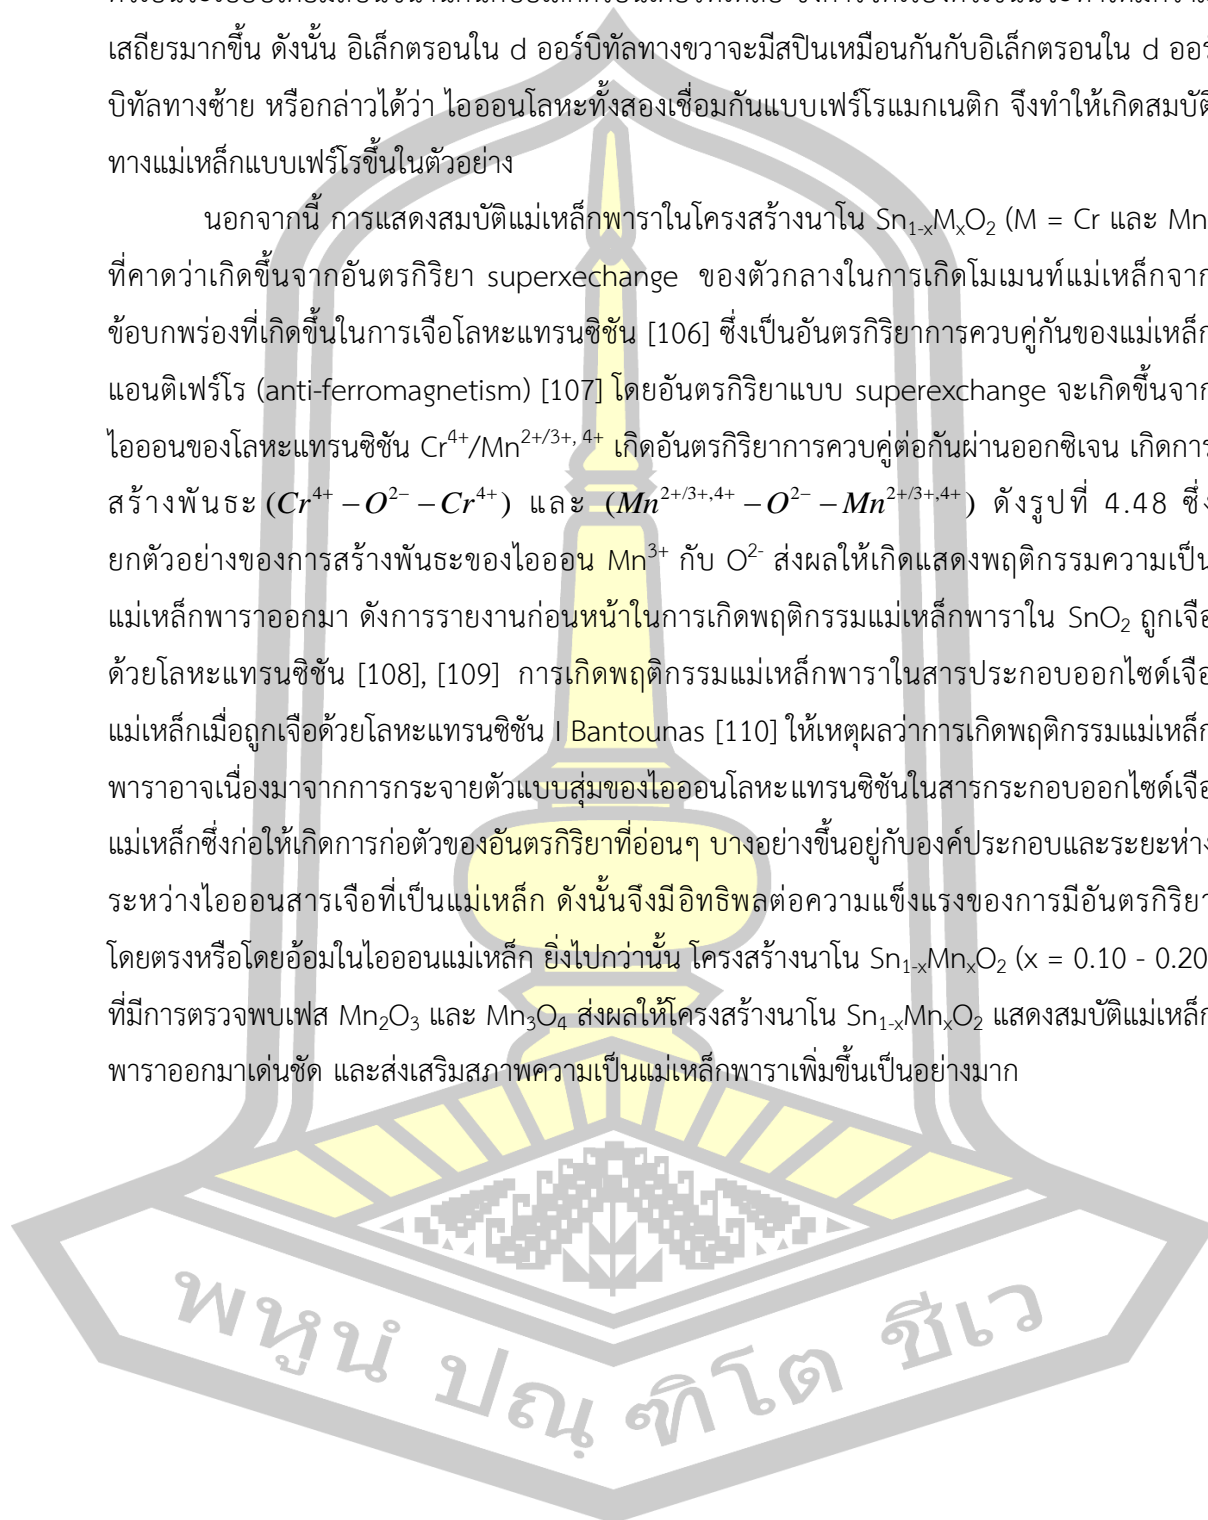 เสถียรมากขึ้น ดังนั้น อิเล็กตรอนใน d ออร์บิทัลทางขวาจะมีสปินเหมือนกันกับอิเล็กตรอนใน d ออร์
บิทัลทางซ้าย หรือกล่าวได้ว่า ไอออนโลหะทั้งสองเชื่อมกันแบบเฟร์โรแมกเนติก จึงทำให้เกิดสมบัติ
ทางแม่เหล็กแบบเฟร์โรขึ้นในตัวอย่าง
นอกจากนี้ การแสดงสมบัติแม่เหล็กพาราในโครงสร้างนาโน Sn₁₋ₓMₓO₂ (M = Cr และ Mn
ที่คาดว่าเกิดขึ้นจากอันตรกิริยา superxechange ของตัวกลางในการเกิดโมเมนท์แม่เหล็กจาก
ข้อบกพร่องที่เกิดขึ้นในการเจือโลหะแทรนซิชัน [106] ซึ่งเป็นอันตรกิริยาการควบคู่กันของแม่เหล็ก
แอนติเฟร์โร (anti-ferromagnetism) [107] โดยอันตรกิริยาแบบ superexchange จะเกิดขึ้นจาก
ไอออนของโลหะแทรนซิชัน Cr⁴⁺/Mn²⁺/³⁺, ⁴⁺ เกิดอันตรกิริยาการควบคู่ต่อกันผ่านออกซิเจน เกิดการ
สร้างพันธะ (Cr⁴⁺ – O²⁻ – Cr⁴⁺) และ (Mn²⁺/³⁺,⁴⁺ – O²⁻ – Mn²⁺/³⁺,⁴⁺) ดังรูปที่ 4.48 ซึ่ง
ยกตัวอย่างของการสร้างพันธะของไอออน Mn³⁺ กับ O²⁻ ส่งผลให้เกิดแสดงพฤติกรรมความเป็น
แม่เหล็กพาราออกมา ดังการรายงานก่อนหน้าในการเกิดพฤติกรรมแม่เหล็กพาราใน SnO₂ ถูกเจือ
ด้วยโลหะแทรนซิชัน [108], [109] การเกิดพฤติกรรมแม่เหล็กพาราในสารประกอบออกไซด์เจือ
แม่เหล็กเมื่อถูกเจือด้วยโลหะแทรนซิชัน I Bantounas [110] ให้เหตุผลว่าการเกิดพฤติกรรมแม่เหล็ก
พาราอาจเนื่องมาจากการกระจายตัวแบบสุ่มของไอออนโลหะแทรนซิชันในสารกระกอบออกไซด์เจือ
แม่เหล็กซึ่งก่อให้เกิดการก่อตัวของอันตรกิริยาที่อ่อนๆ บางอย่างขึ้นอยู่กับองค์ประกอบและระยะห่าง
ระหว่างไอออนสารเจือที่เป็นแม่เหล็ก ดังนั้นจึงมีอิทธิพลต่อความแข็งแรงของการมีอันตรกิริยา
โดยตรงหรือโดยอ้อมในไอออนแม่เหล็ก ยิ่งไปกว่านั้น โครงสร้างนาโน Sn₁₋ₓMnₓO₂ (x = 0.10 - 0.20
ที่มีการตรวจพบเฟส Mn₂O₃ และ Mn₃O₄ ส่งผลให้โครงสร้างนาโน Sn₁₋ₓMnₓO₂ แสดงสมบัติแม่เหล็ก
พาราออกมาเด่นชัด และส่งเสริมสภาพความเป็นแม่เหล็กพาราเพิ่มขึ้นเป็นอย่างมาก
พหูนํ ปณฺฑิโต ชีเว